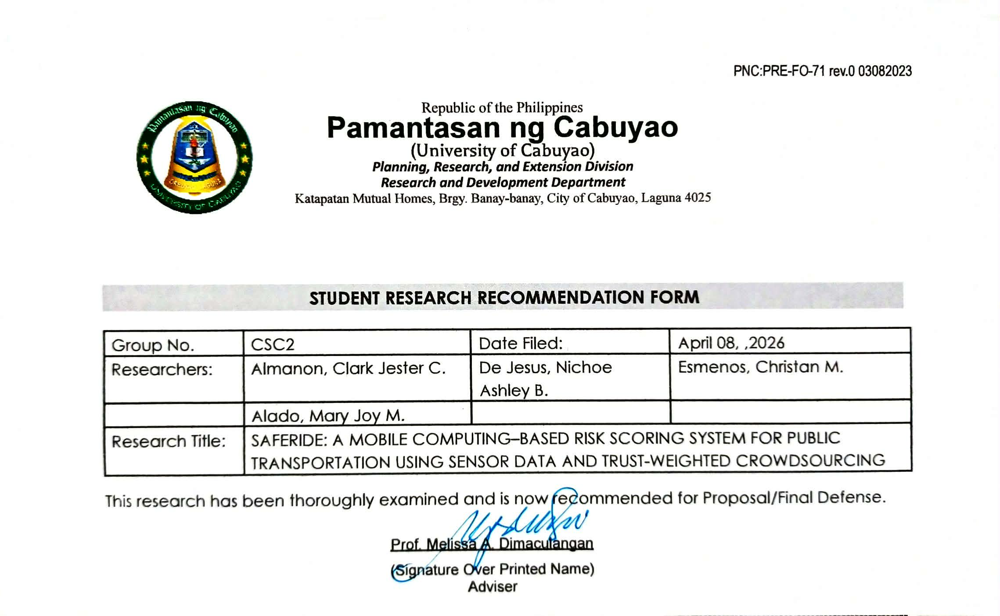 PNC:PRE-FO-71 rev.0 03082023
Pamantasan ng Cabuyao
UNIVERSITY OF CABUYAO
Republic of the Philippines
Pamantasan ng Cabuyao
(University of Cabuyao)
Planning, Research, and Extension Division
Research and Development Department
Katapatan Mutual Homes, Brgy. Banay-banay, City of Cabuyao, Laguna 4025
STUDENT RESEARCH RECOMMENDATION FORM
Group No. CSC2 Date Filed: April 08, ,2026
Researchers: Almanon, Clark Jester C. De Jesus, Nichoe Esmenos, Christan M.
Ashley B.
Alado, Mary Joy M.
Research Title: SAFERIDE: A MOBILE COMPUTING–BASED RISK SCORING SYSTEM FOR PUBLIC
TRANSPORTATION USING SENSOR DATA AND TRUST-WEIGHTED CROWDSOURCING
This research has been thoroughly examined and is now recommended for Proposal/Final Defense.
Prof. Melissa A. Dimaculangan
(Signature Over Printed Name)
Adviser